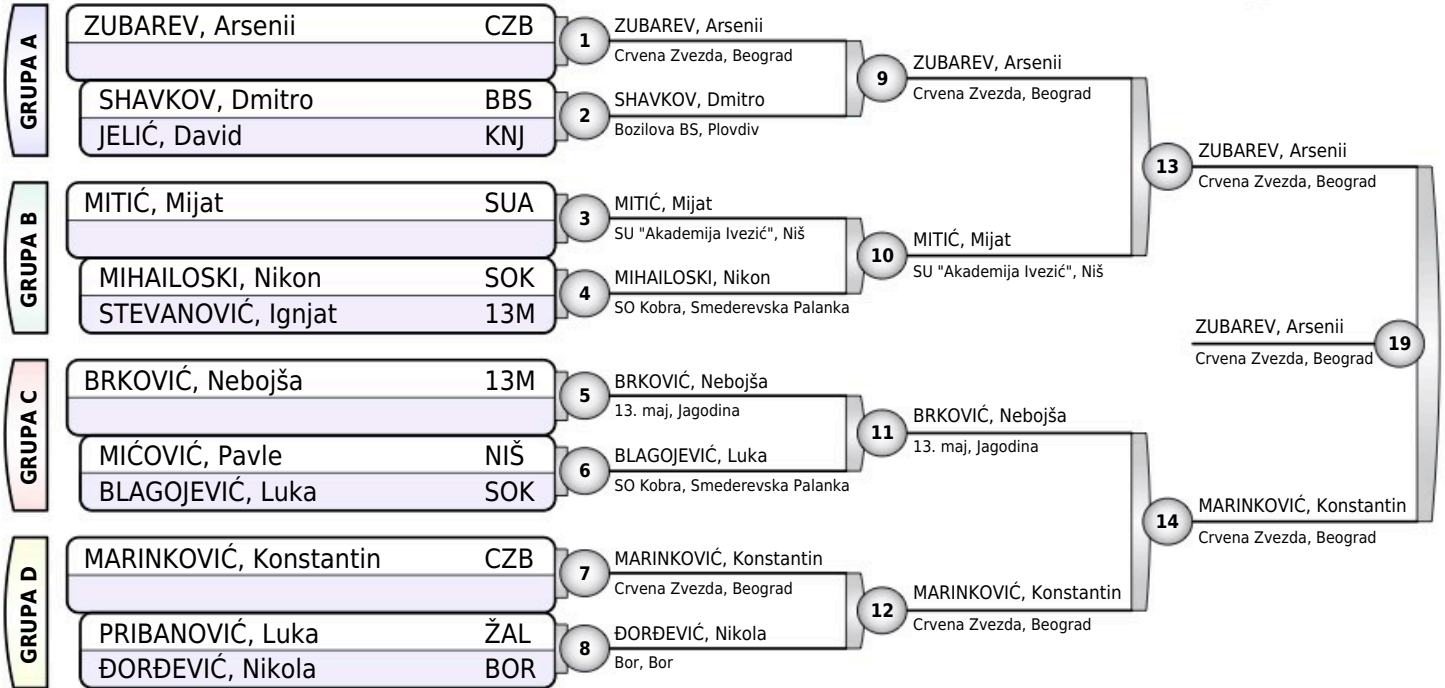 GRUPA A
ZUBAREV, Arsenii CZB
SHAVKOV, Dmitro BBS
JELIĆ, David KNJ
GRUPA B
MITIĆ, Mijat SUA
MIHAILOSKI, Nikon SOK
STEVANOVIĆ, Ignjat 13M
GRUPA C
BRKOVIĆ, Nebojša 13M
MIĆOVIĆ, Pavle NIŠ
BLAGOJEVIĆ, Luka SOK
GRUPA D
MARINKOVIĆ, Konstantin CZB
PRIBANOVIĆ, Luka ŽAL
ĐORĐEVIĆ, Nikola BOR
1
ZUBAREV, Arsenii
Crvena Zvezda, Beograd
2
SHAVKOV, Dmitro
Bozilova BS, Plovdiv
3
MITIĆ, Mijat
SU "Akademija Ivezić", Niš
4
MIHAILOSKI, Nikon
SO Kobra, Smederevska Palanka
5
BRKOVIĆ, Nebojša
13. maj, Jagodina
6
BLAGOJEVIĆ, Luka
SO Kobra, Smederevska Palanka
7
MARINKOVIĆ, Konstantin
Crvena Zvezda, Beograd
8
ĐORĐEVIĆ, Nikola
Bor, Bor
9
ZUBAREV, Arsenii
Crvena Zvezda, Beograd
10
MITIĆ, Mijat
SU "Akademija Ivezić", Niš
11
BRKOVIĆ, Nebojša
13. maj, Jagodina
12
MARINKOVIĆ, Konstantin
Crvena Zvezda, Beograd
13
ZUBAREV, Arsenii
Crvena Zvezda, Beograd
14
MARINKOVIĆ, Konstantin
Crvena Zvezda, Beograd
ZUBAREV, Arsenii
Crvena Zvezda, Beograd
19